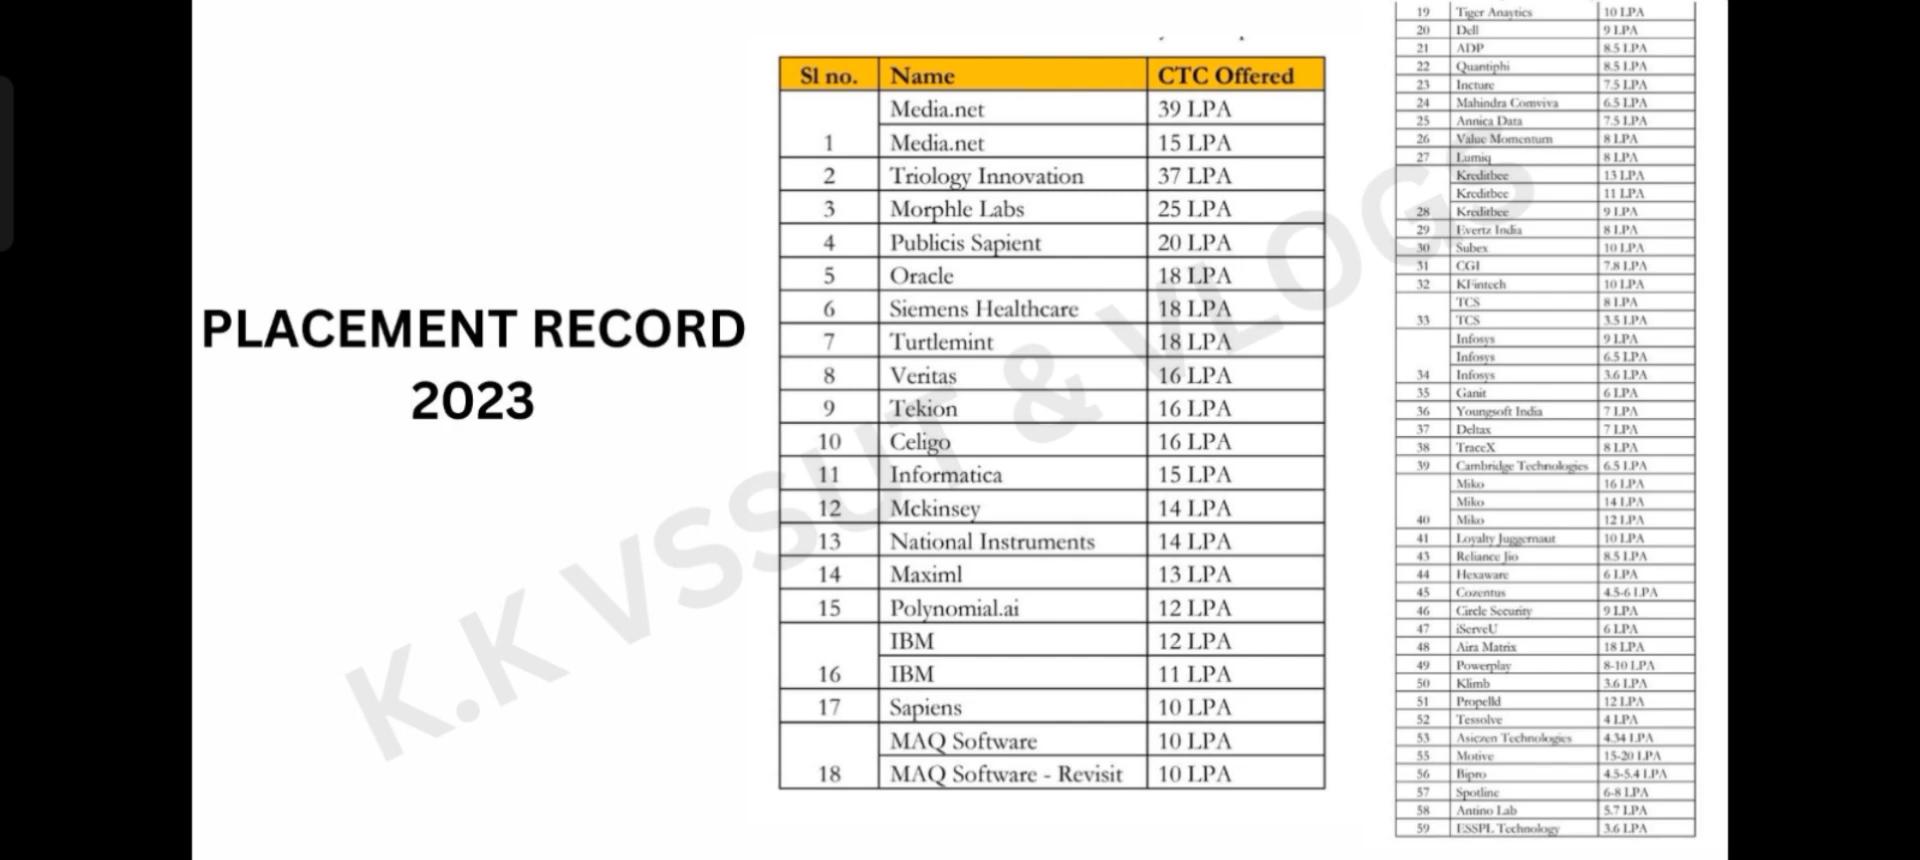 PLACEMENT RECORD
2023
Sl no. Name CTC Offered
Media.net 39 LPA
1 Media.net 15 LPA
2 Triology Innovation 37 LPA
3 Morphle Labs 25 LPA
4 Publicis Sapient 20 LPA
5 Oracle 18 LPA
6 Siemens Healthcare 18 LPA
7 Turtlemint 18 LPA
8 Veritas 16 LPA
9 Tekion 16 LPA
10 Celigo 16 LPA
11 Informatica 15 LPA
12 Mckinsey 14 LPA
13 National Instruments 14 LPA
14 Maximl 13 LPA
15 Polynomial.ai 12 LPA
IBM 12 LPA
16 IBM 11 LPA
17 Sapiens 10 LPA
MAQ Software 10 LPA
18 MAQ Software - Revisit 10 LPA
19 Tiger Anaytics 10 LPA
20 Dell 9 LPA
21 ADP 8.5 LPA
22 Quantiphi 8.5 LPA
23 Incture 7.5 LPA
24 Mahindra Comviva 6.5 LPA
25 Annica Data 7.5 LPA
26 Value Momentum 8 LPA
27 Lumiq 8 LPA
Kreditbee 13 LPA
Kreditbee 11 LPA
28 Kreditbee 9 LPA
29 Evertz India 8 LPA
30 Subex 10 LPA
31 CGI 7.8 LPA
32 KFintech 10 LPA
TCS 8 LPA
33 TCS 3.5 LPA
Infosys 9 LPA
Infosys 6.5 LPA
34 Infosys 3.6 LPA
35 Ganit 6 LPA
36 Youngsoft India 7 LPA
37 Deltax 7 LPA
38 TraceX 8 LPA
39 Cambridge Technologies 6.5 LPA
Miko 16 LPA
Miko 14 LPA
40 Miko 12 LPA
41 Loyalty Juggernaut 10 LPA
43 Reliance Jio 8.5 LPA
44 Hexaware 6 LPA
45 Cozentus 4.5-6 LPA
46 Circle Security 9 LPA
47 iServeU 6 LPA
48 Aira Matrix 18 LPA
49 Powerplay 8-10 LPA
50 Klimb 3.6 LPA
51 Propelld 12 LPA
52 Tessolve 4 LPA
53 Asiczen Technologies 4.34 LPA
55 Motive 15-20 LPA
56 Bipro 4.5-5.4 LPA
57 Spotline 6-8 LPA
58 Antino Lab 5.7 LPA
59 ESSPL Technology 3.6 LPA
K.K VSSUT & VLOGS